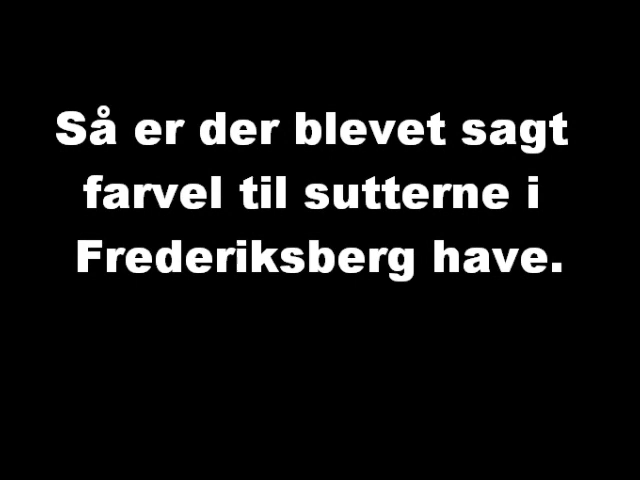 Så er der blevet sagt
farvel til sutterne i
Frederiksberg have.